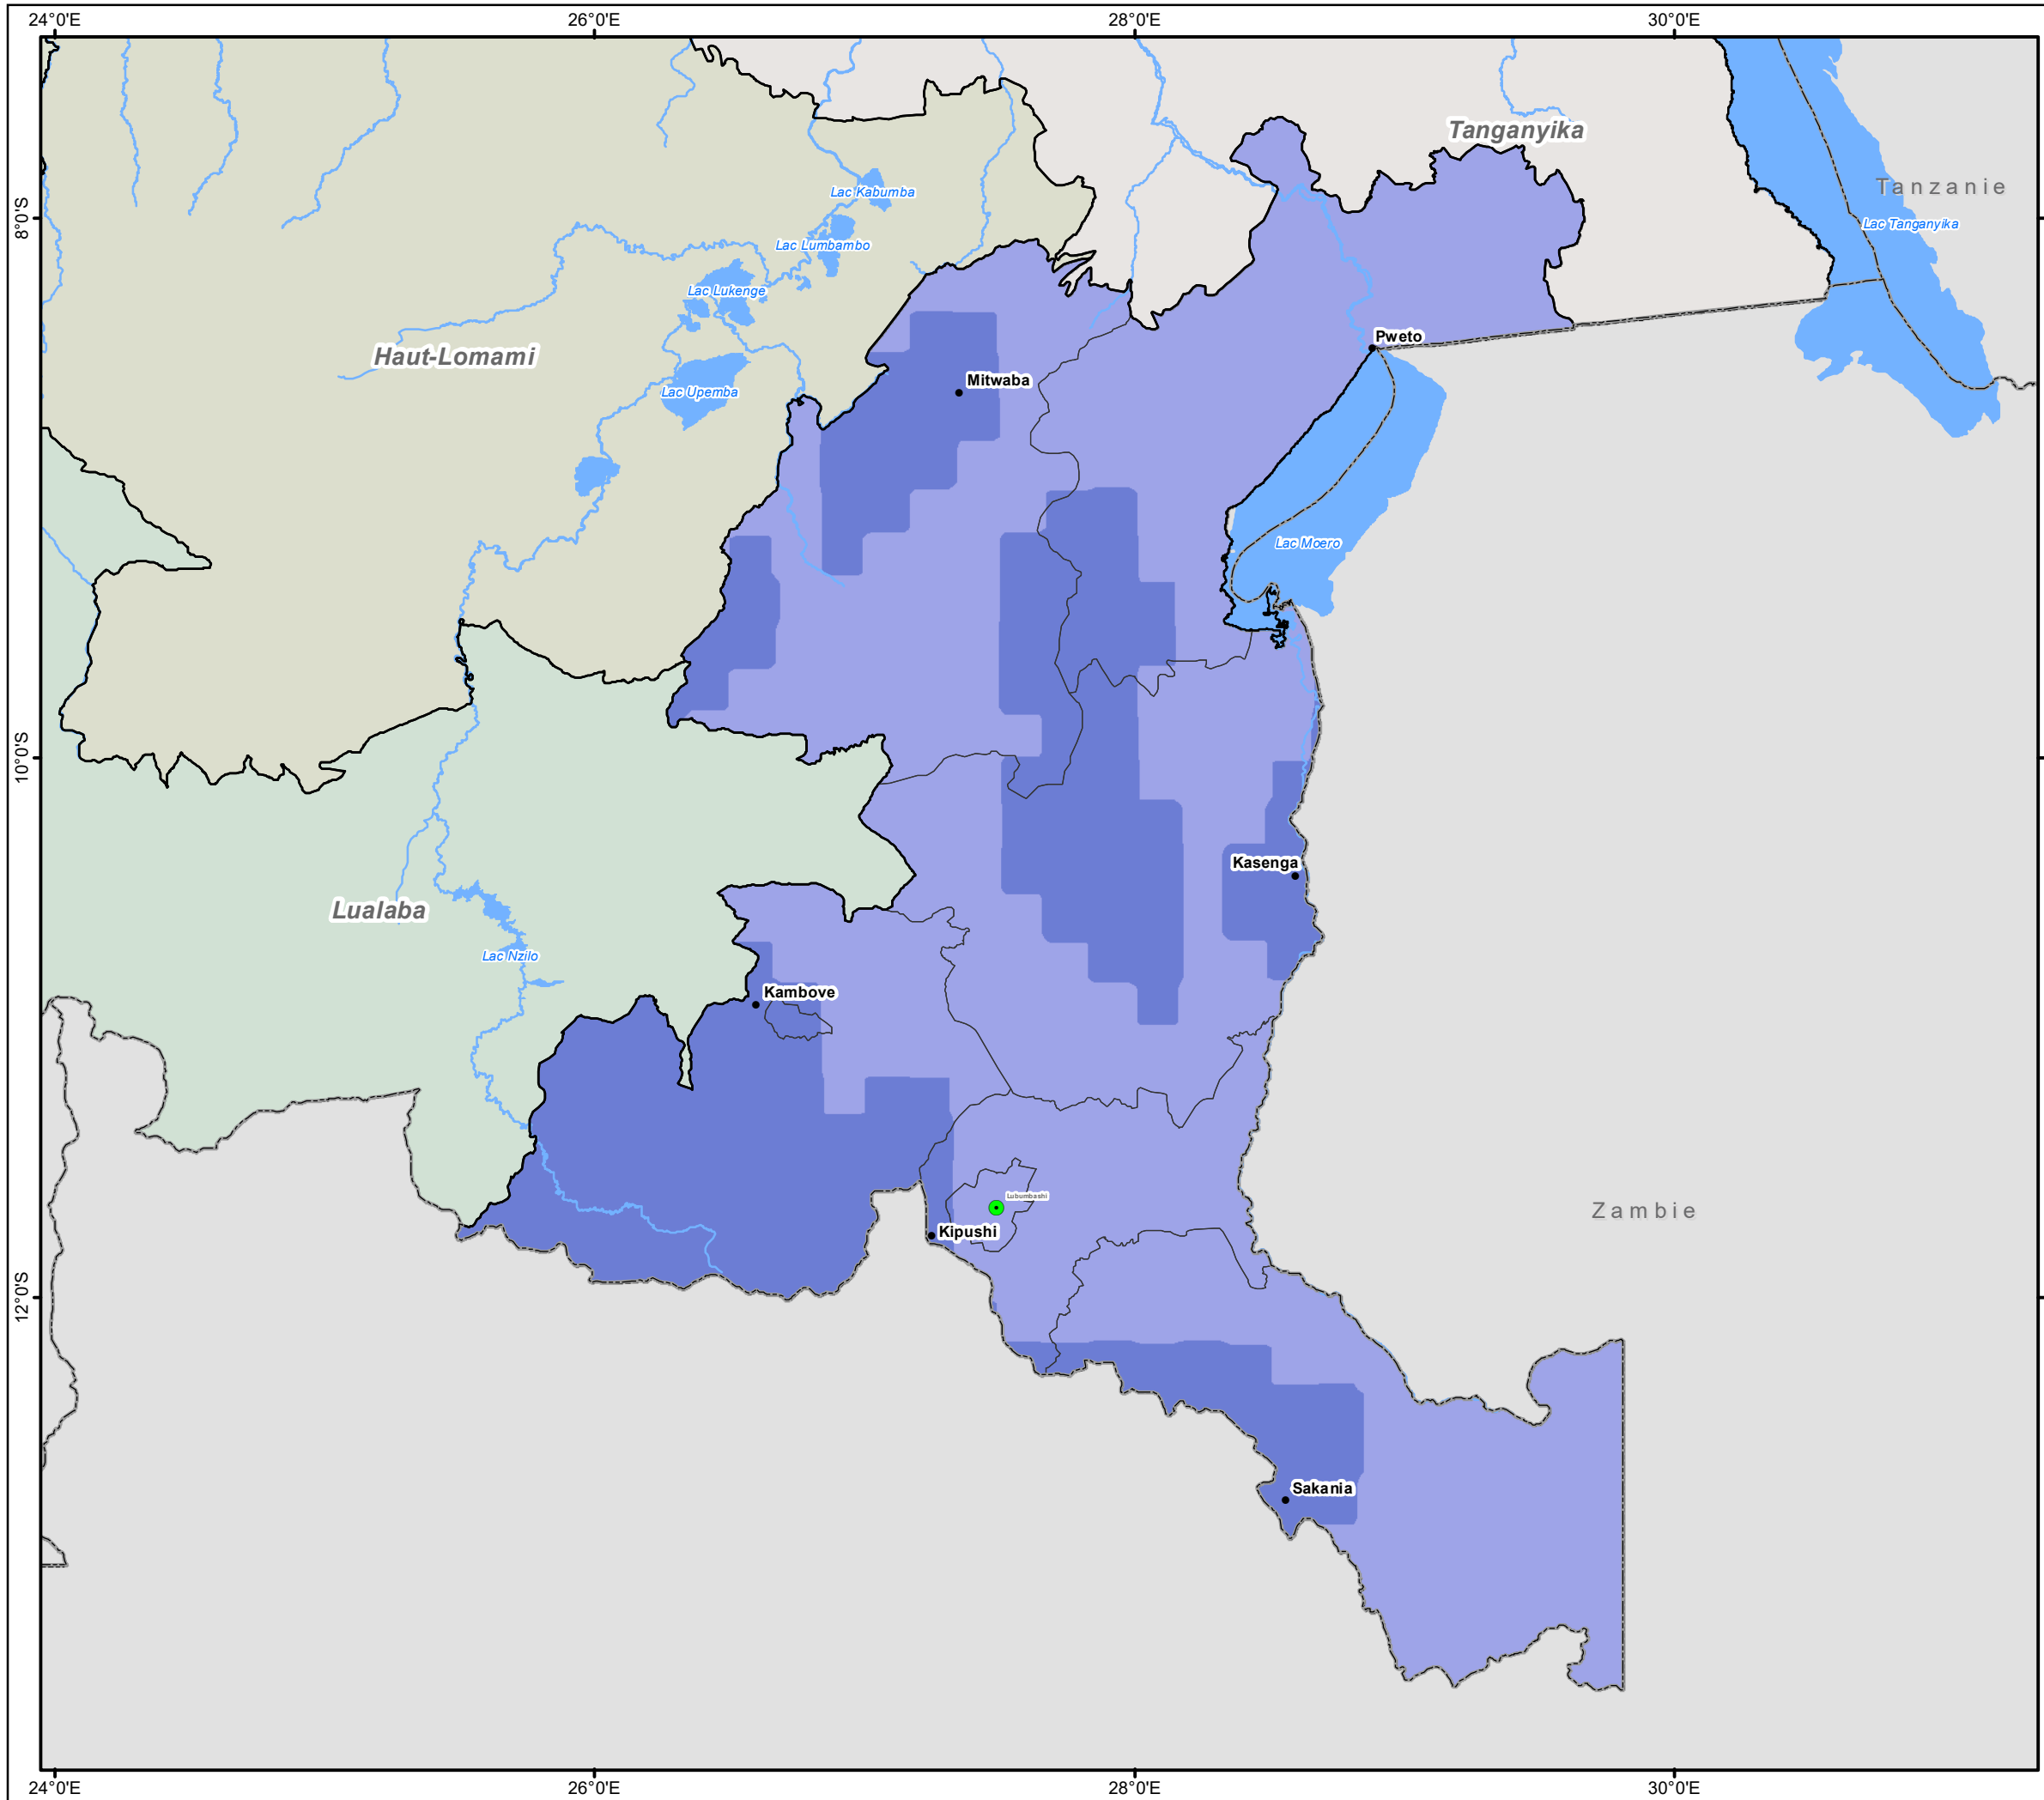 24°0'E
26°0'E
28°0'E
30°0'E
Tanganyika
Tanzanie
Lac Kabumba
8°0'S
Lac Tanganyika
Lac Lumbambo
Lac Lukenge
Pweto
Haut-Lomami
Mitwaba
Lac Upemba
Lac Moero
10°0'S
Kasenga
Lualaba
Lac Nzilo
Kambove
Lubumbashi
Zambie
Kipushi
12°0'S
Sakania
24°0'E
26°0'E
28°0'E
30°0'E